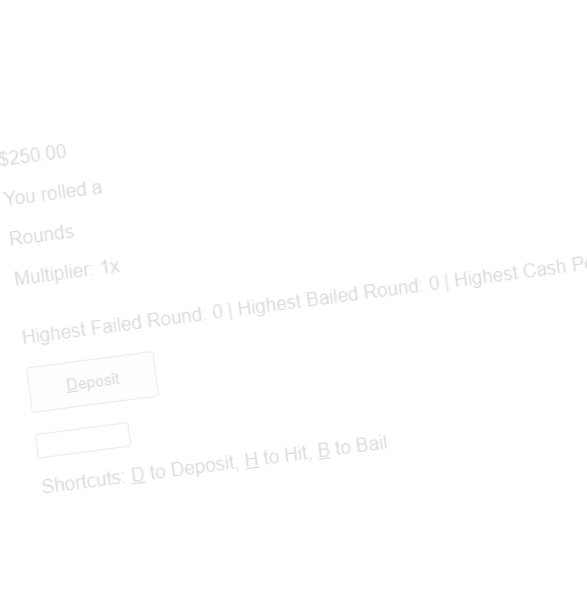 $250.00
You rolled a
Rounds
Multiplier: 1x
Highest Failed Round: 0 | Highest Bailed Round: 0 | Highest Cash
Deposit
Shortcuts: D to Deposit, H to Hit, B to Bail